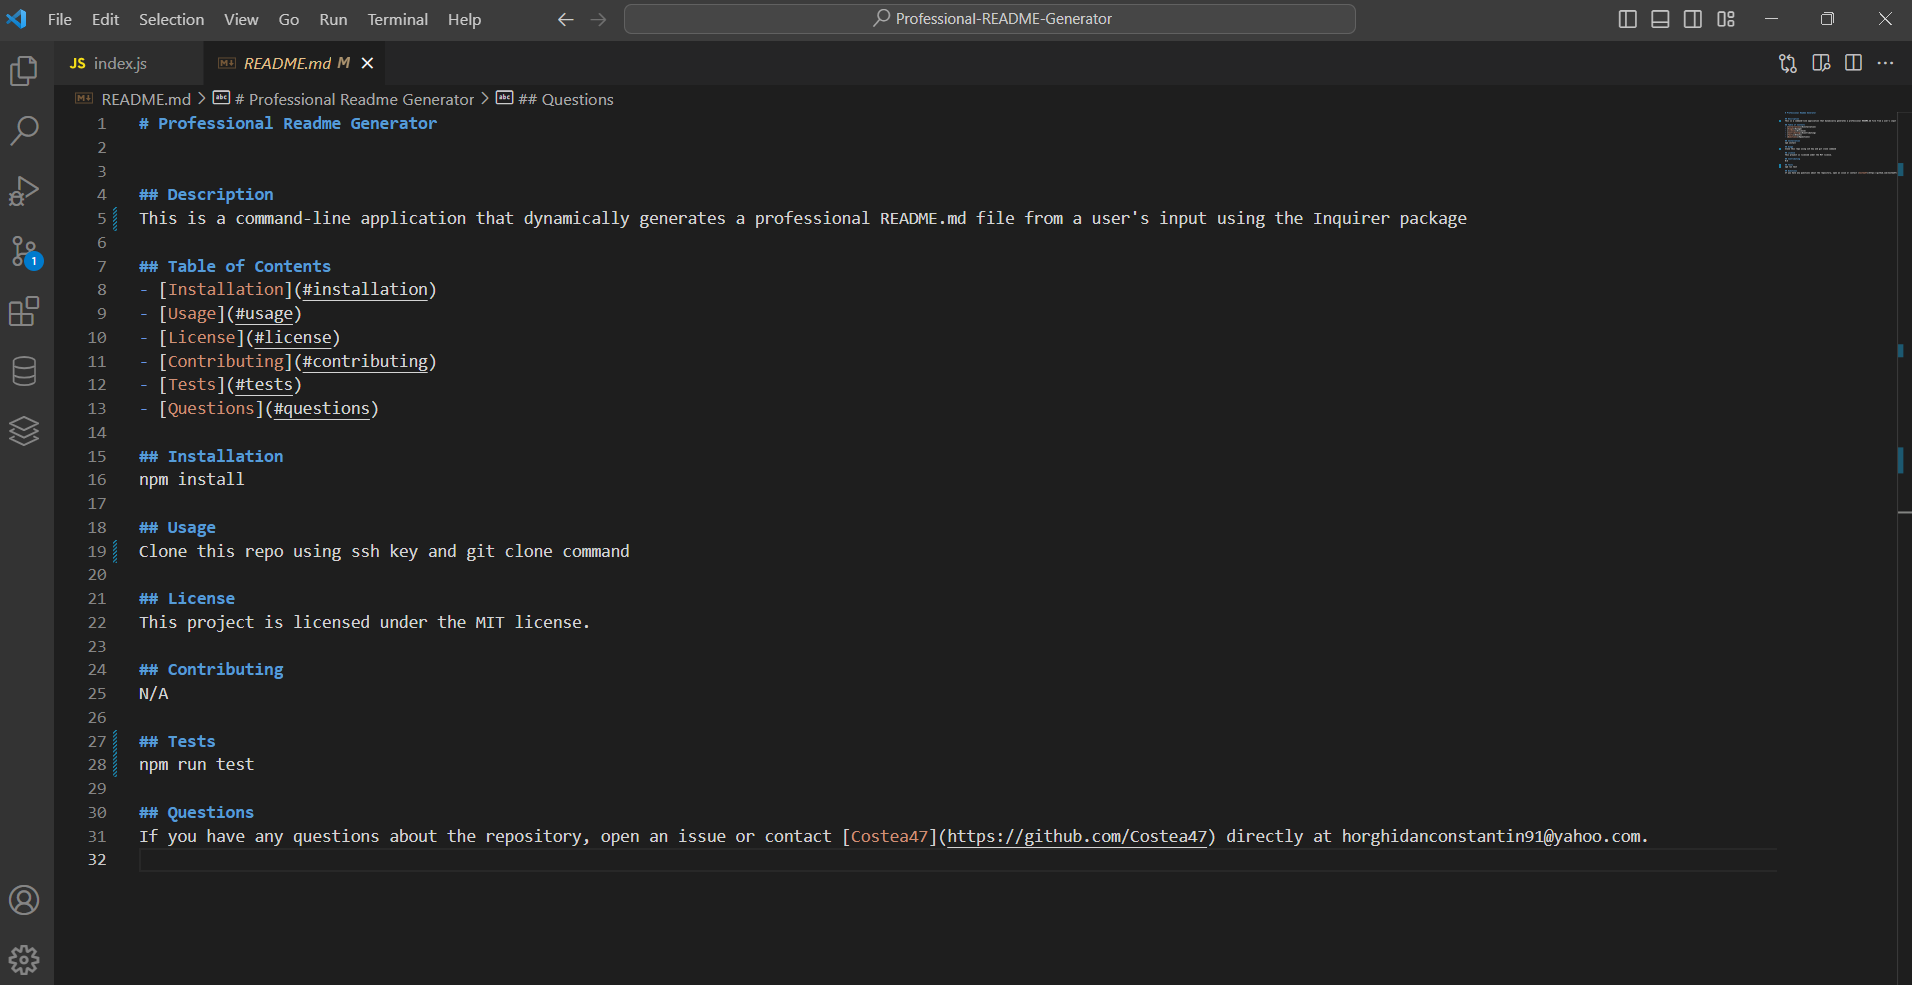 File Edit Selection View Go Run Terminal Help Professional-README-Generator
JS index.js README.md M
README.md # Professional Readme Generator ## Questions
1 # Professional Readme Generator
2
3
4 ## Description
5 This is a command-line application that dynamically generates a professional README.md file from a user's input using the Inquirer package
6
7 ## Table of Contents
8 - [Installation](#installation)
9 - [Usage](#usage)
10 - [License](#license)
11 - [Contributing](#contributing)
12 - [Tests](#tests)
13 - [Questions](#questions)
14
15 ## Installation
16 npm install
17
18 ## Usage
19 Clone this repo using ssh key and git clone command
20
21 ## License
22 This project is licensed under the MIT license.
23
24 ## Contributing
25 N/A
26
27 ## Tests
28 npm run test
29
30 ## Questions
31 If you have any questions about the repository, open an issue or contact [Costea47](https://github.com/Costea47) directly at horghidanconstantin91@yahoo.com.
32
1